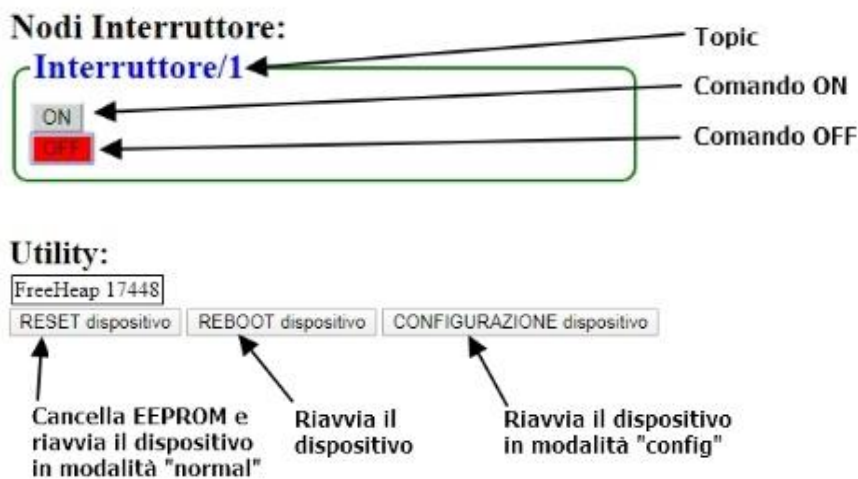 Nodi Interruttore:
Interruttore/1
Topic
ON
Comando ON
OFF
Comando OFF
Utility:
FreeHeap 17448
RESET dispositivo REBOOT dispositivo CONFIGURAZIONE dispositivo
Cancella EEPROM e
riavvia il dispositivo
in modalità "normal"
Riavvia il
dispositivo
Riavvia il dispositivo
in modalità "config"